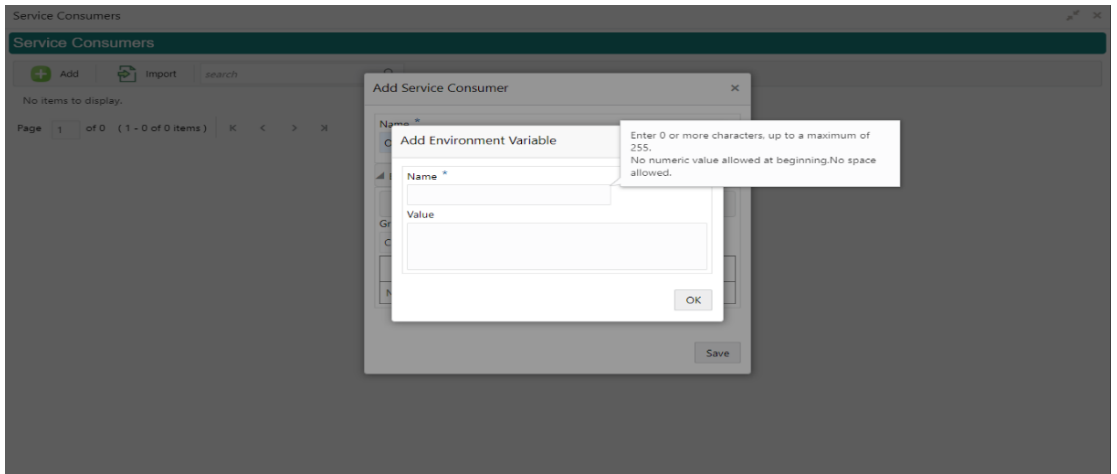 Service Consumers
Service Consumers
Add Import search
No items to display.
Page 1 of 0 ( 1 - 0 of 0 items )
Add Service Consumer
Name *
Add Environment Variable
Enter 0 or more characters, up to a maximum of
255.
No numeric value allowed at beginning.No space
allowed.
Name *
Value
OK
Save